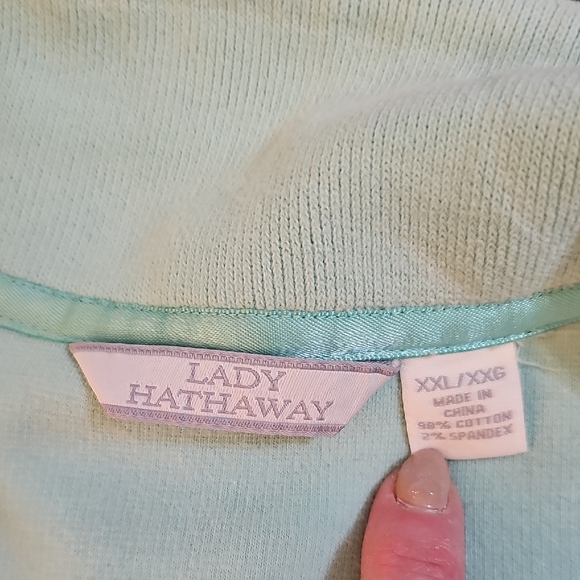 LADY
HATHAWAY
XXL/XXG
MADE IN
CHINA
98% COTTON
2% SPANDEX